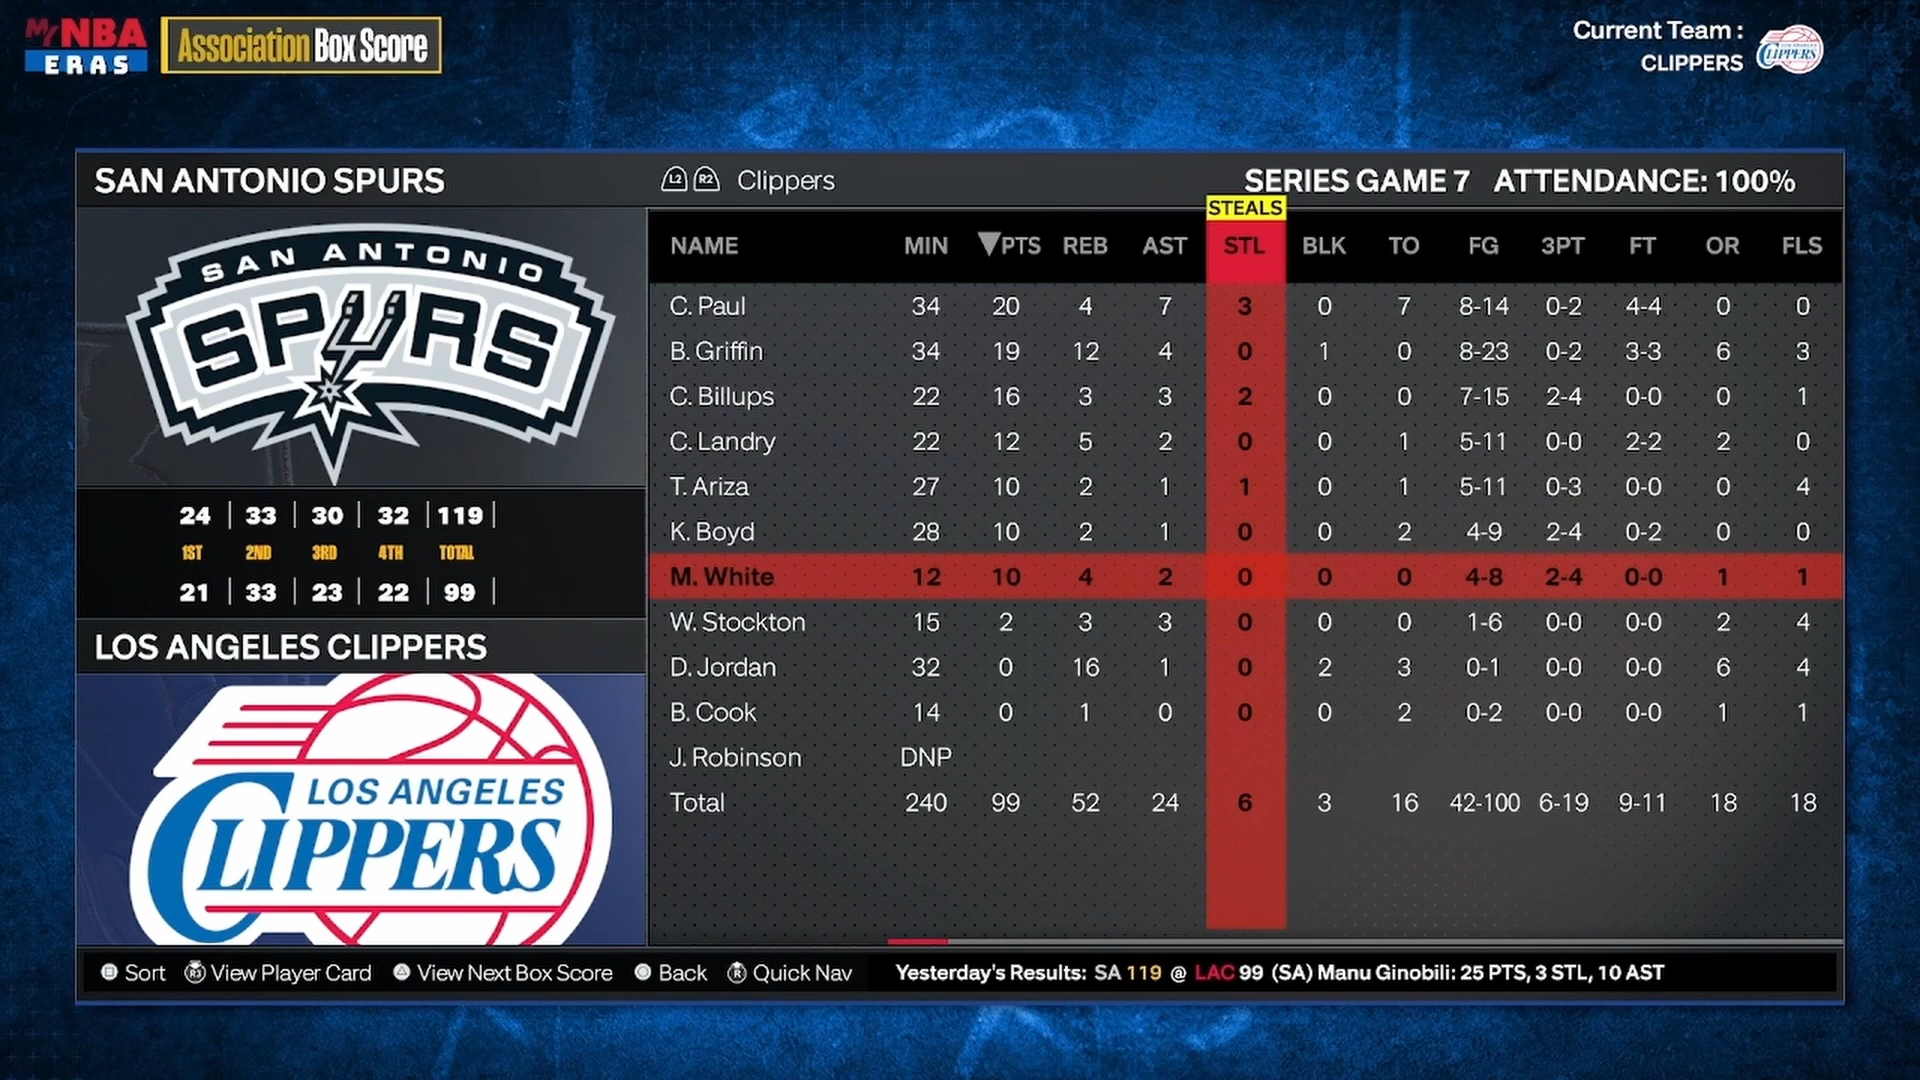 MyNBA
ERAS
Association Box Score
Current Team :
CLIPPERS
CLIPPERS
SAN ANTONIO SPURS
L2 R2 Clippers
SERIES GAME 7 ATTENDANCE: 100%
STEALS
NAME MIN PTS REB AST STL BLK TO FG 3PT FT OR FLS
C. Paul 34 20 4 7 3 0 7 8-14 0-2 4-4 0 0
B. Griffin 34 19 12 4 0 1 0 8-23 0-2 3-3 6 3
C. Billups 22 16 3 3 2 0 0 7-15 2-4 0-0 0 1
C. Landry 22 12 5 2 0 0 1 5-11 0-0 2-2 2 0
T. Ariza 27 10 2 1 1 0 1 5-11 0-3 0-0 0 4
K. Boyd 28 10 2 1 0 0 2 4-9 2-4 0-2 0 0
M. White 12 10 4 2 0 0 0 4-8 2-4 0-0 1 1
W. Stockton 15 2 3 3 0 0 0 1-6 0-0 0-0 2 4
D. Jordan 32 0 16 1 0 2 3 0-1 0-0 0-0 6 4
B. Cook 14 0 1 0 0 0 2 0-2 0-0 0-0 1 1
J. Robinson DNP
Total 240 99 52 24 6 3 16 42-100 6-19 9-11 18 18
SAN ANTONIO
SPURS
24 33 30 32 119
1ST 2ND 3RD 4TH TOTAL
21 33 23 22 99
LOS ANGELES CLIPPERS
LOS ANGELES
CLIPPERS
Sort R3 View Player Card View Next Box Score Back R Quick Nav
Yesterday's Results: SA 119 @ LAC 99 (SA) Manu Ginobili: 25 PTS, 3 STL, 10 AST